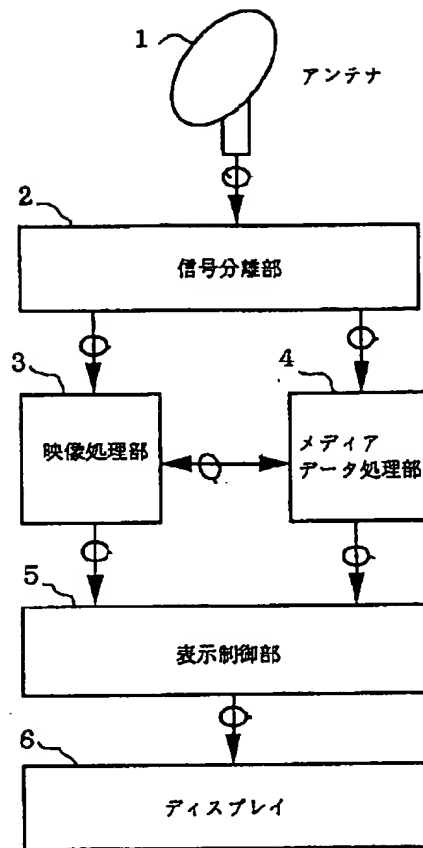 1
アンテナ
2
信号分離部
3
映像処理部
4
メディア
データ処理部
5
表示制御部
6
ディスプレイ